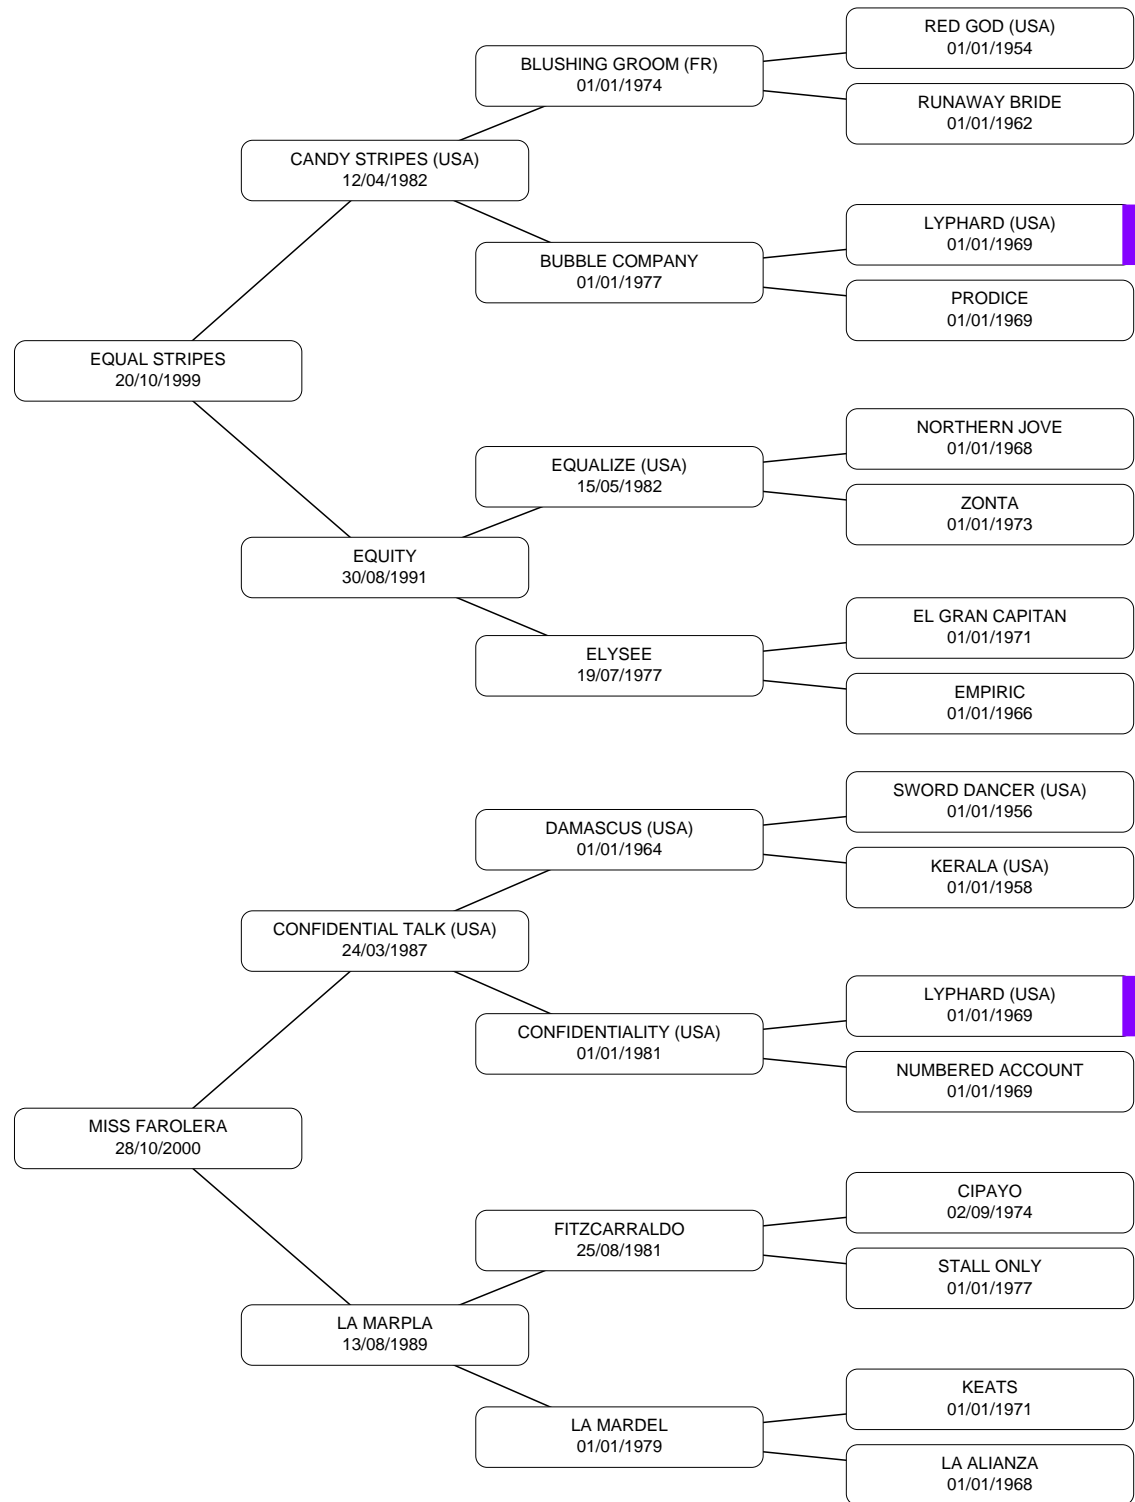 RED GOD (USA)
01/01/1954
BLUSHING GROOM (FR)
01/01/1974
RUNAWAY BRIDE
01/01/1962
CANDY STRIPES (USA)
12/04/1982
LYPHARD (USA)
01/01/1969
BUBBLE COMPANY
01/01/1977
PRODICE
01/01/1969
EQUAL STRIPES
20/10/1999
NORTHERN JOVE
01/01/1968
EQUALIZE (USA)
15/05/1982
ZONTA
01/01/1973
EQUITY
30/08/1991
EL GRAN CAPITAN
01/01/1971
ELYSEE
19/07/1977
EMPIRIC
01/01/1966
SWORD DANCER (USA)
01/01/1956
DAMASCUS (USA)
01/01/1964
KERALA (USA)
01/01/1958
CONFIDENTIAL TALK (USA)
24/03/1987
LYPHARD (USA)
01/01/1969
CONFIDENTIALITY (USA)
01/01/1981
NUMBERED ACCOUNT
01/01/1969
MISS FAROLERA
28/10/2000
CIPAYO
02/09/1974
FITZCARRALDO
25/08/1981
STALL ONLY
01/01/1977
LA MARPLA
13/08/1989
KEATS
01/01/1971
LA MARDEL
01/01/1979
LA ALIANZA
01/01/1968